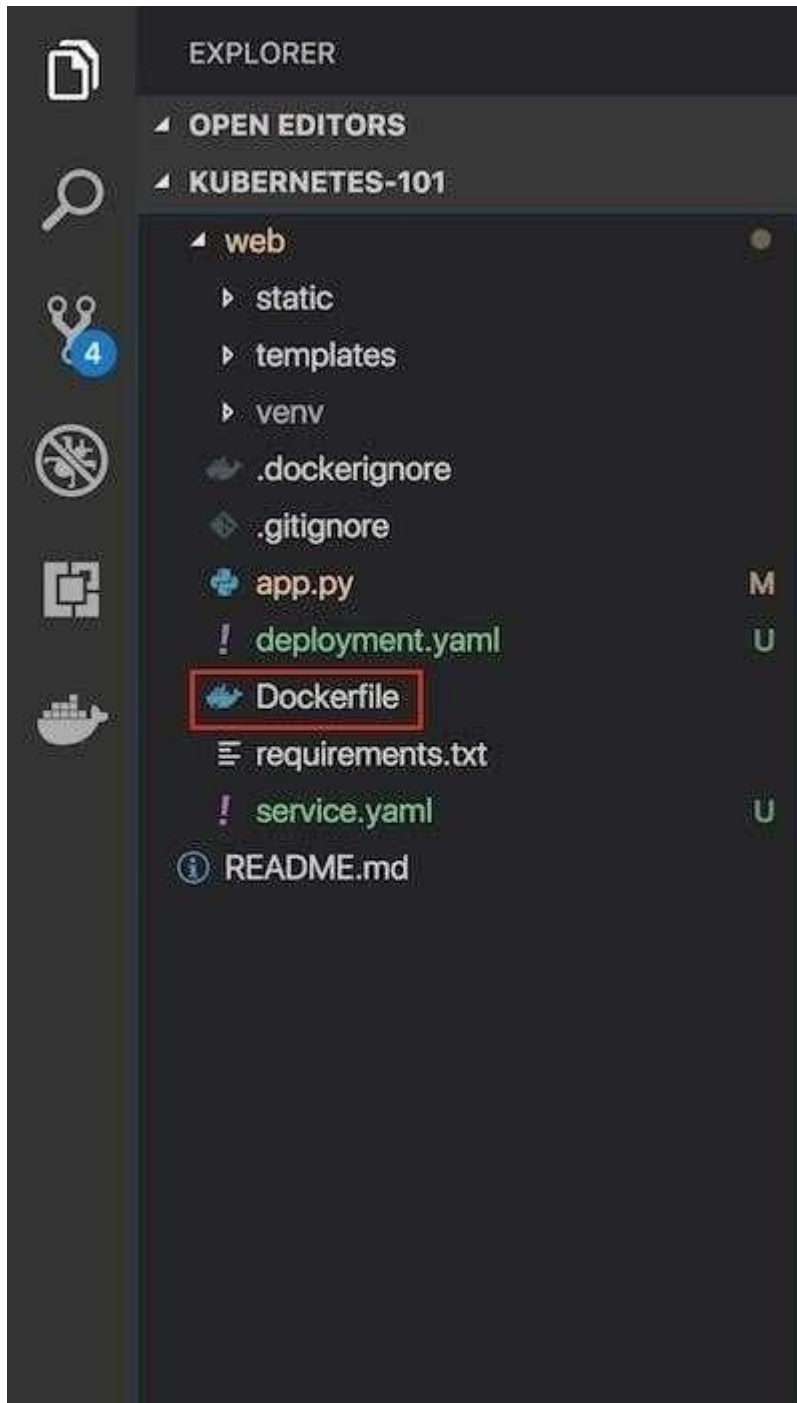 EXPLORER
OPEN EDITORS
KUBERNETES-101
web
static
templates
4
venv
.dockerignore
.gitignore
app.py M
deployment.yaml U
Dockerfile
requirements.txt
service.yaml U
README.md